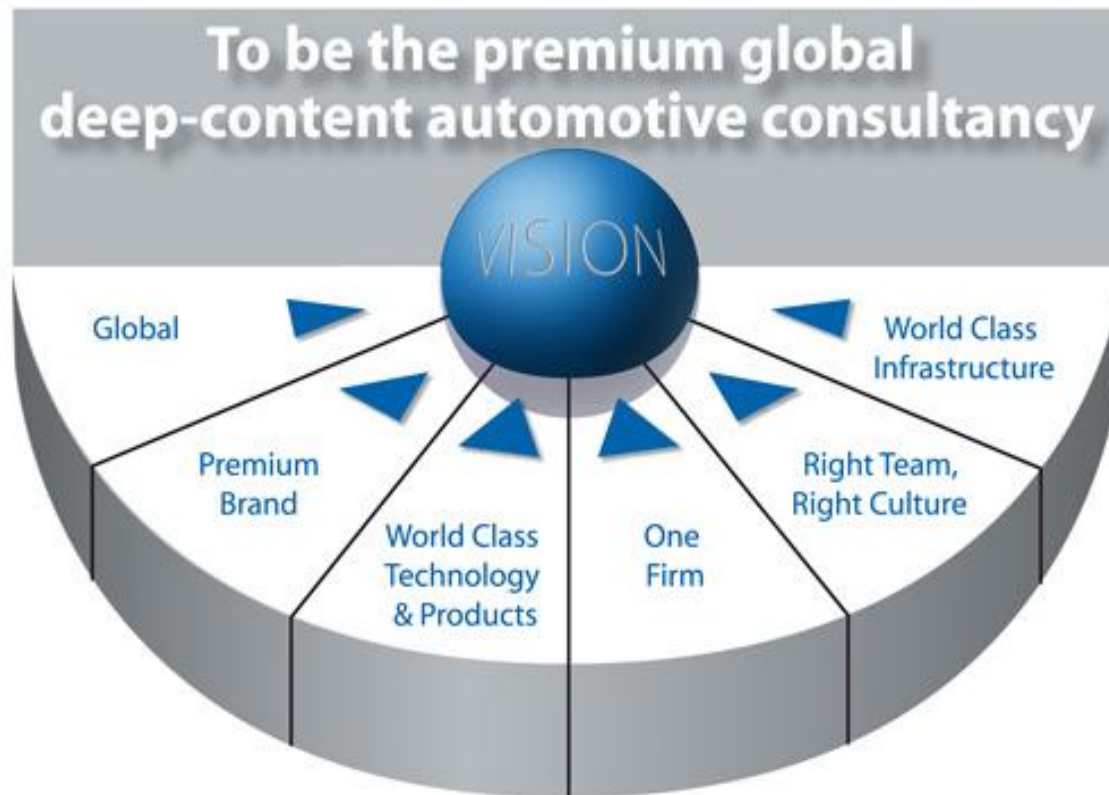 To be the premium global
deep-content automotive consultancy
VISION
Global
Premium
Brand
World Class
Technology
& Products
One
Firm
Right Team,
Right Culture
World Class
Infrastructure